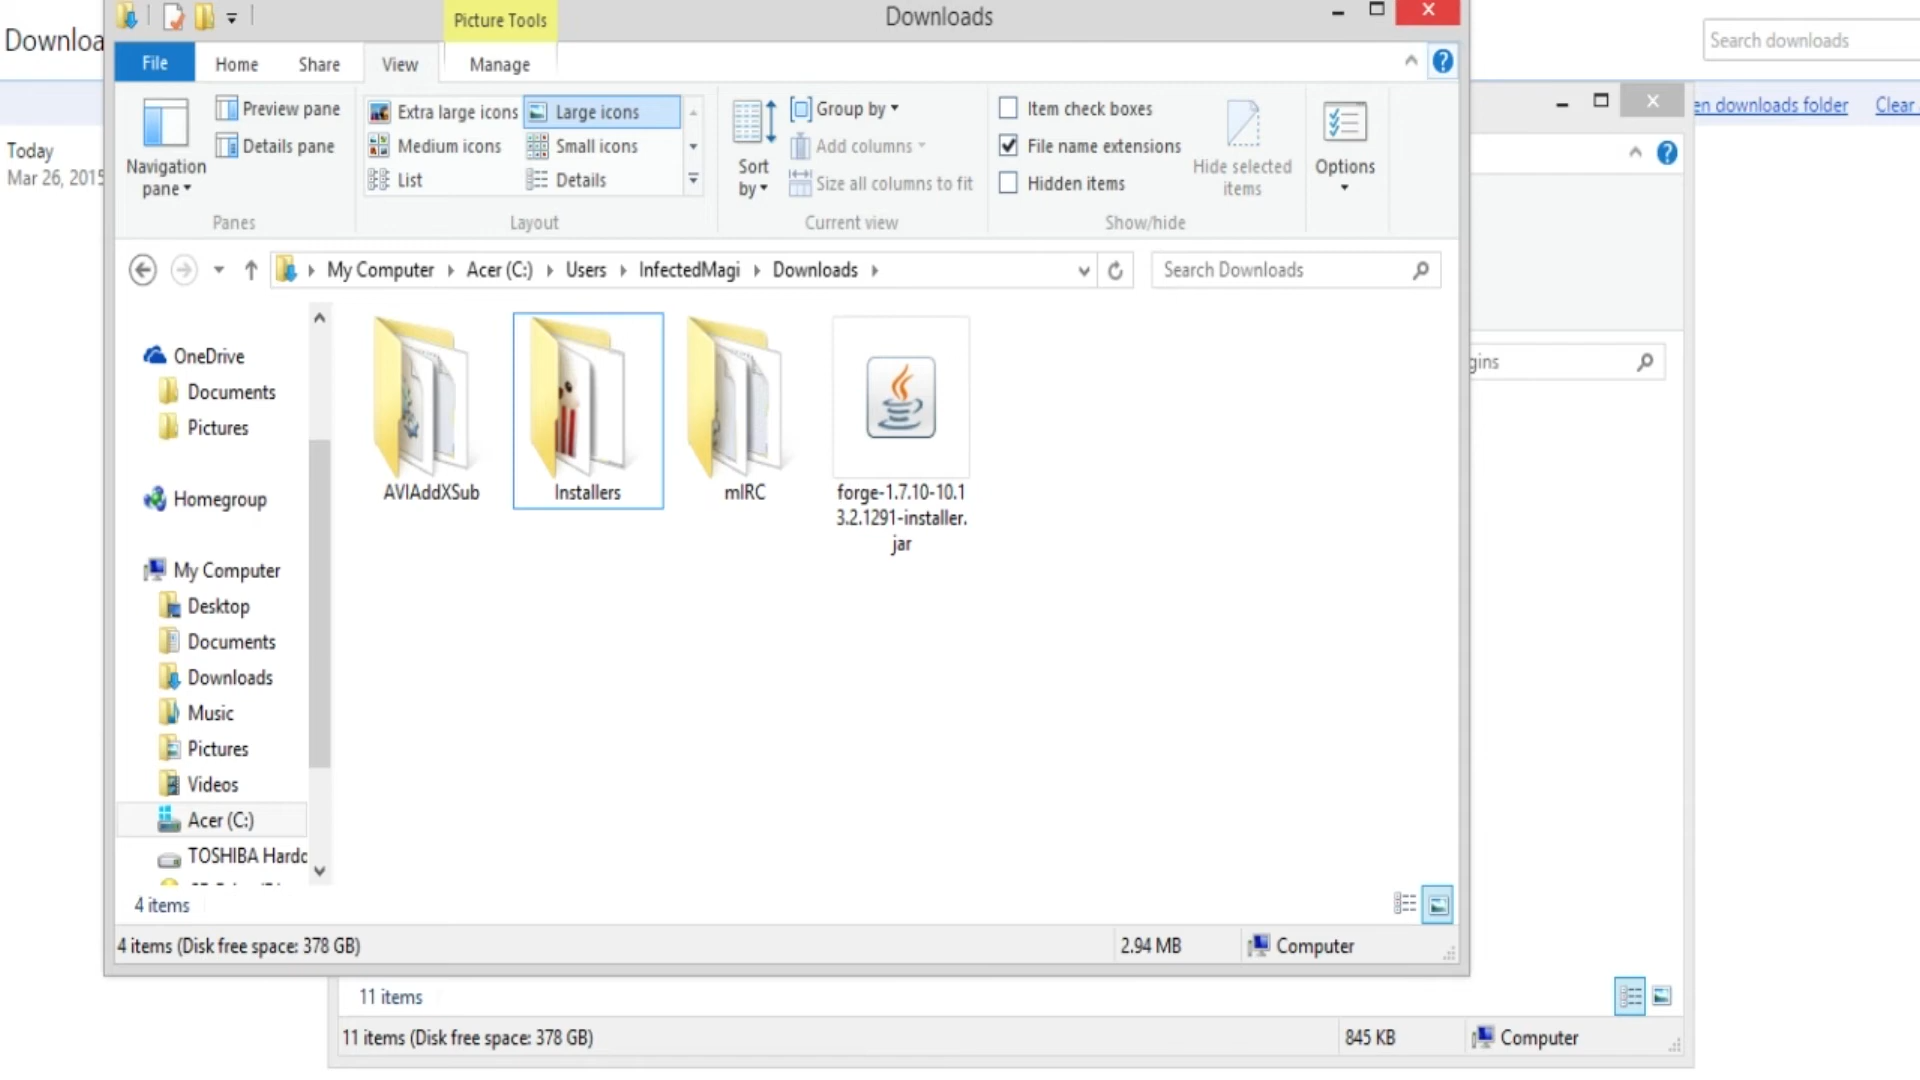 Downloa
Search downloads
en downloads folder
Clear
Today
Mar 26, 2015
Picture Tools
Downloads
File
Home
Share
View
Manage
Navigation
pane
Preview pane
Details pane
Panes
Extra large icons
Large icons
Medium icons
Small icons
List
Details
Layout
Sort
by
Group by
Add columns
Size all columns to fit
Current view
Item check boxes
File name extensions
Hidden items
Hide selected
items
Show/hide
Options
My Computer
Acer (C:)
Users
InfectedMagi
Downloads
Search Downloads
gins
OneDrive
Documents
Pictures
Homegroup
My Computer
Desktop
Documents
Downloads
Music
Pictures
Videos
Acer (C:)
TOSHIBA Hardc
AVIAddXSub
Installers
mIRC
forge-1.7.10-10.1
3.2.1291-installer.
jar
4 items
4 items (Disk free space: 378 GB)
2.94 MB
Computer
11 items
11 items (Disk free space: 378 GB)
845 KB
Computer